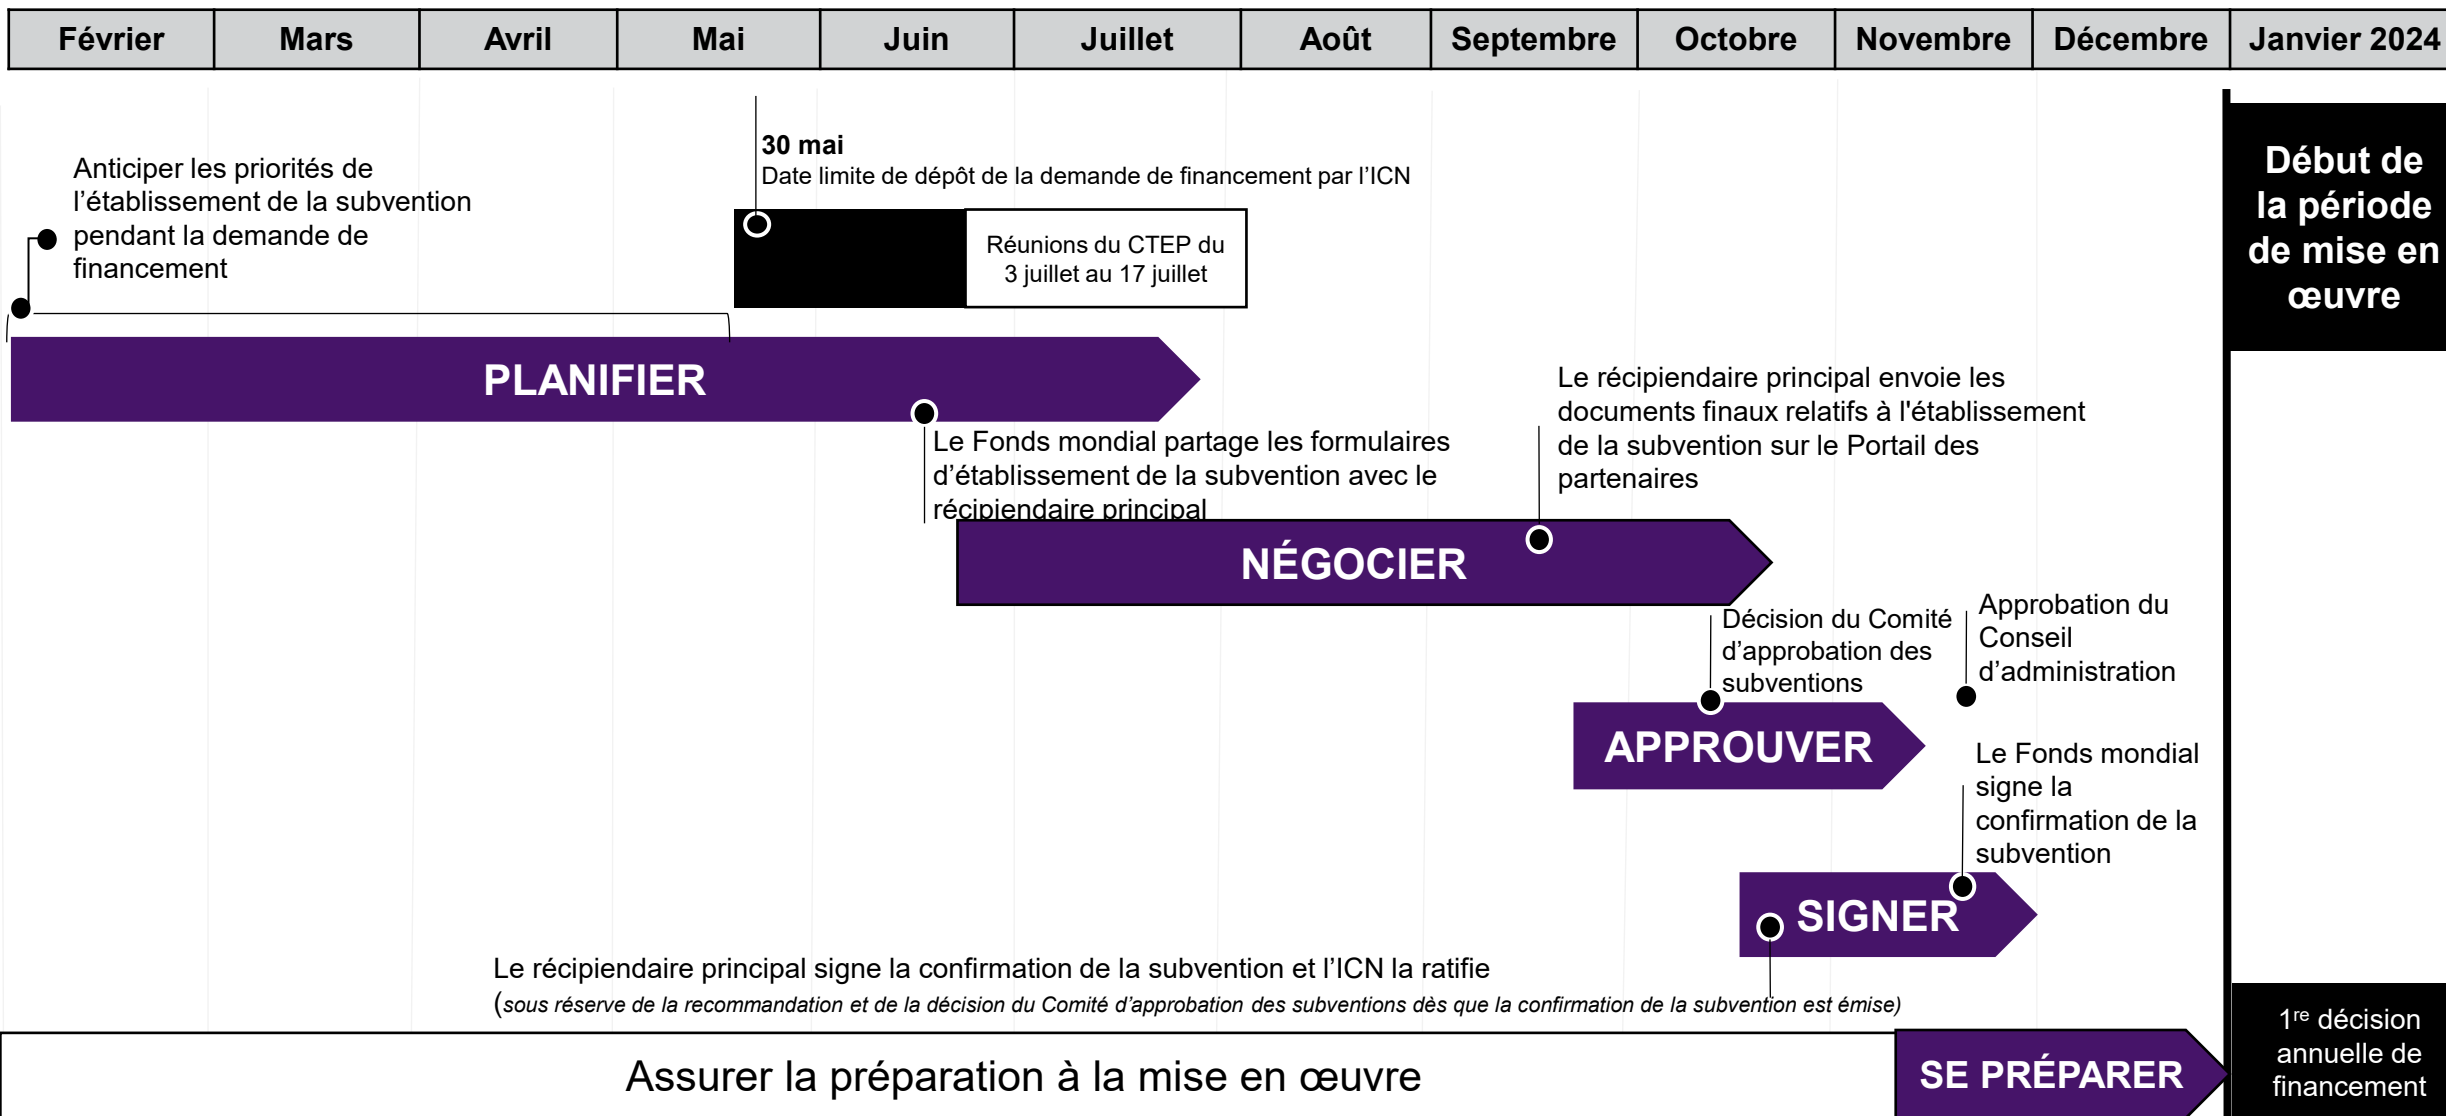 Février Mars Avril Mai Juin Juillet Août Septembre Octobre Novembre Décembre Janvier 2024
30 mai
Date limite de dépôt de la demande de financement par l’ICN
Anticiper les priorités de
l’établissement de la subvention
pendant la demande de
financement
Réunions du CTEP du
3 juillet au 17 juillet
Début de
la période
de mise en
œuvre
PLANIFIER
Le récipiendaire principal envoie les
documents finaux relatifs à l'établissement
de la subvention sur le Portail des
partenaires
Le Fonds mondial partage les formulaires
d’établissement de la subvention avec le
récipiendaire principal
NÉGOCIER
Décision du Comité
d’approbation des
subventions
Approbation du
Conseil
d’administration
APPROUVER
Le Fonds mondial
signe la
confirmation de la
subvention
SIGNER
Le récipiendaire principal signe la confirmation de la subvention et l’ICN la ratifie
(sous réserve de la recommandation et de la décision du Comité d’approbation des subventions dès que la confirmation de la subvention est émise)
Assurer la préparation à la mise en œuvre
SE PRÉPARER
1re décision
annuelle de
financement